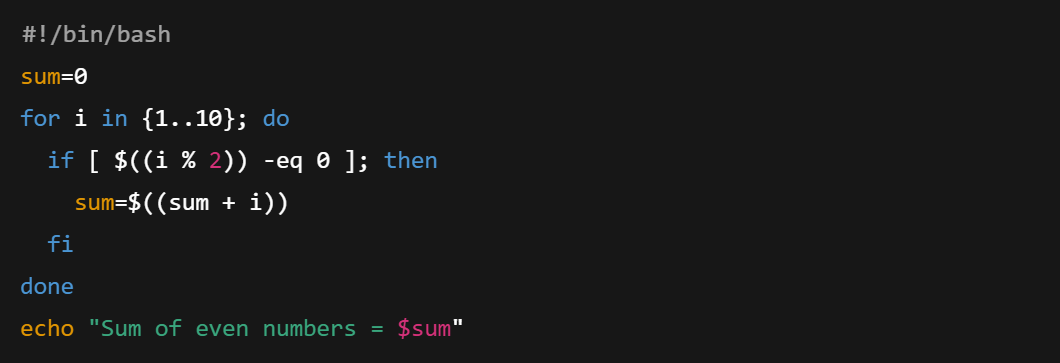 #!/bin/bash
sum=0
for i in {1..10}; do
  if [ $((i % 2)) -eq 0 ]; then
    sum=$((sum + i))
  fi
done
echo "Sum of even numbers = $sum"